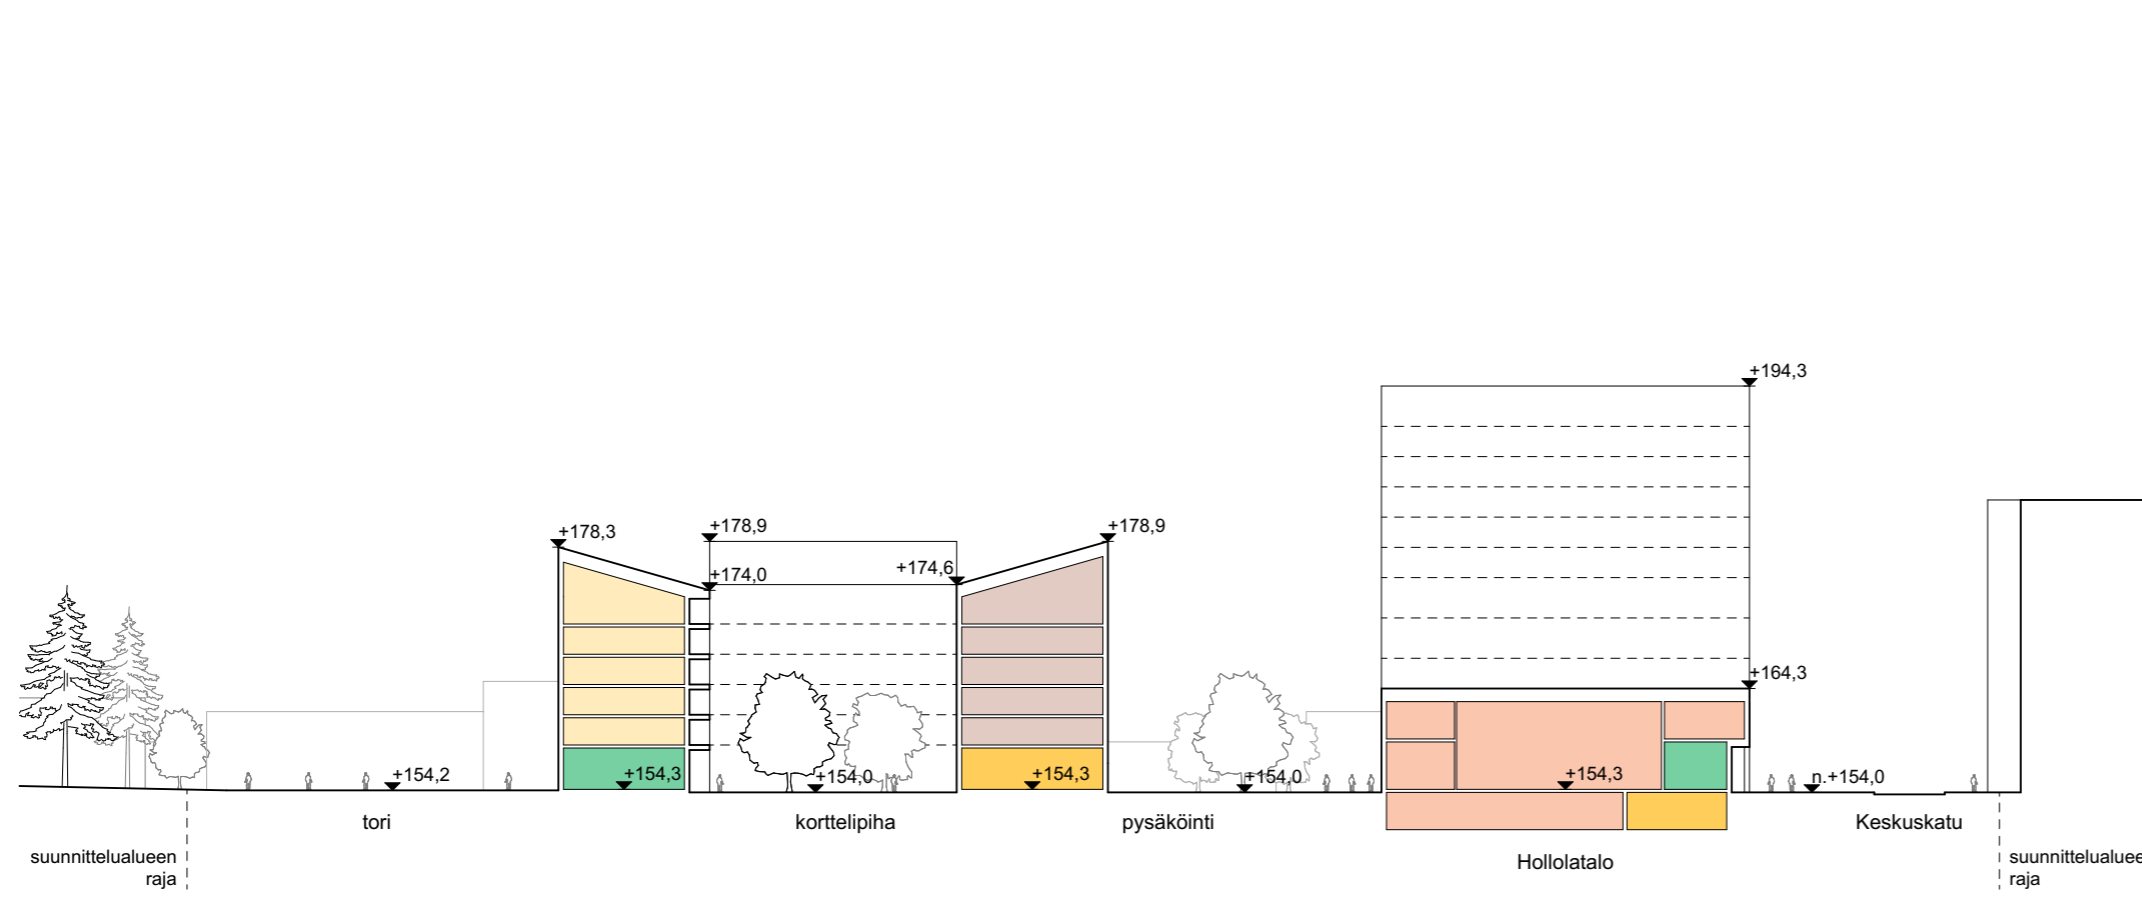 +194,3
+178,3
+178,9
+178,9
+174,0
+174,6
+164,3
+154,2
+154,3
+154,0
+154,3
+154,0
+154,3
n.+154,0
tori
korttelipiha
pysäköinti
Keskuskatu
Hollolatalo
suunnittelualueen
raja
suunnittelualuee
raja